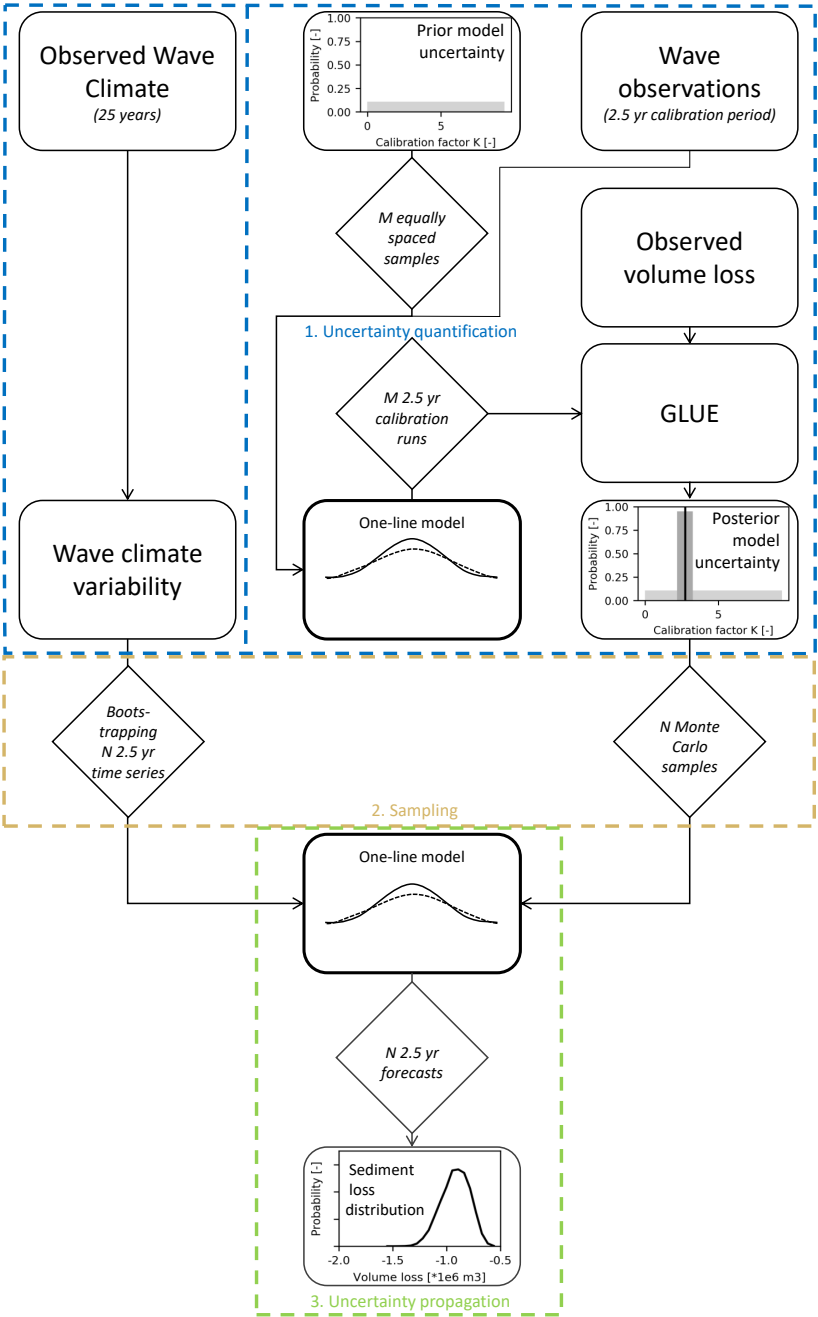 Observed Wave
Climate
(25 years)
Probability [-]
1.00
0.75
0.50
0.25
0.00
Prior model
uncertainty
0
5
Calibration factor K [-]
Wave
observations
(2.5 yr calibration period)
M equally
spaced
samples
Observed
volume loss
1. Uncertainty quantification
M 2.5 yr
calibration
runs
GLUE
Wave climate
variability
One-line model
Probability [-]
1.00
0.75
0.50
0.25
0.00
Posterior
model
uncertainty
0
5
Calibration factor K [-]
Boots-
trapping
N 2.5 yr
time series
N Monte
Carlo
samples
2. Sampling
One-line model
N 2.5 yr
forecasts
Probability [-]
Sediment
loss
distribution
-2.0
-1.5
-1.0
-0.5
Volume loss [*1e6 m3]
3. Uncertainty propagation